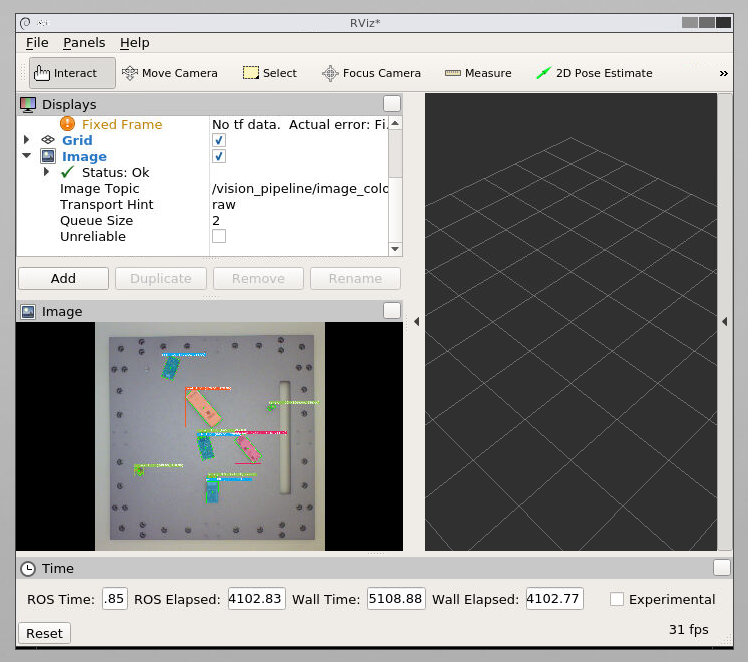 RViz*
File Panels Help
Interact Move Camera Select Focus Camera Measure 2D Pose Estimate »
Displays
Fixed Frame No tf data. Actual error: Fi
Grid
Image
Status: Ok
Image Topic /vision_pipeline/image_colo
Transport Hint raw
Queue Size 2
Unreliable
Add Duplicate Remove Rename
Image
Time
ROS Time: .85 ROS Elapsed: 4102.83 Wall Time: 5108.88 Wall Elapsed: 4102.77 Experimental
Reset 31 fps